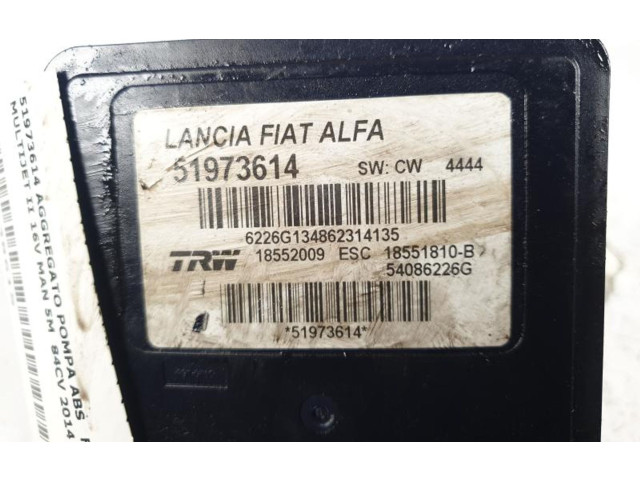 LANCIA FIAT ALFA
51973614 SW: CW 4444
6226G134862314135
TRW 18552009 ESC 18551810-B
54086226G
*51973614*
51973614 AGGREGATO POMPA ABS
MULTIJET II 16V MAN 5M 84CV 2014